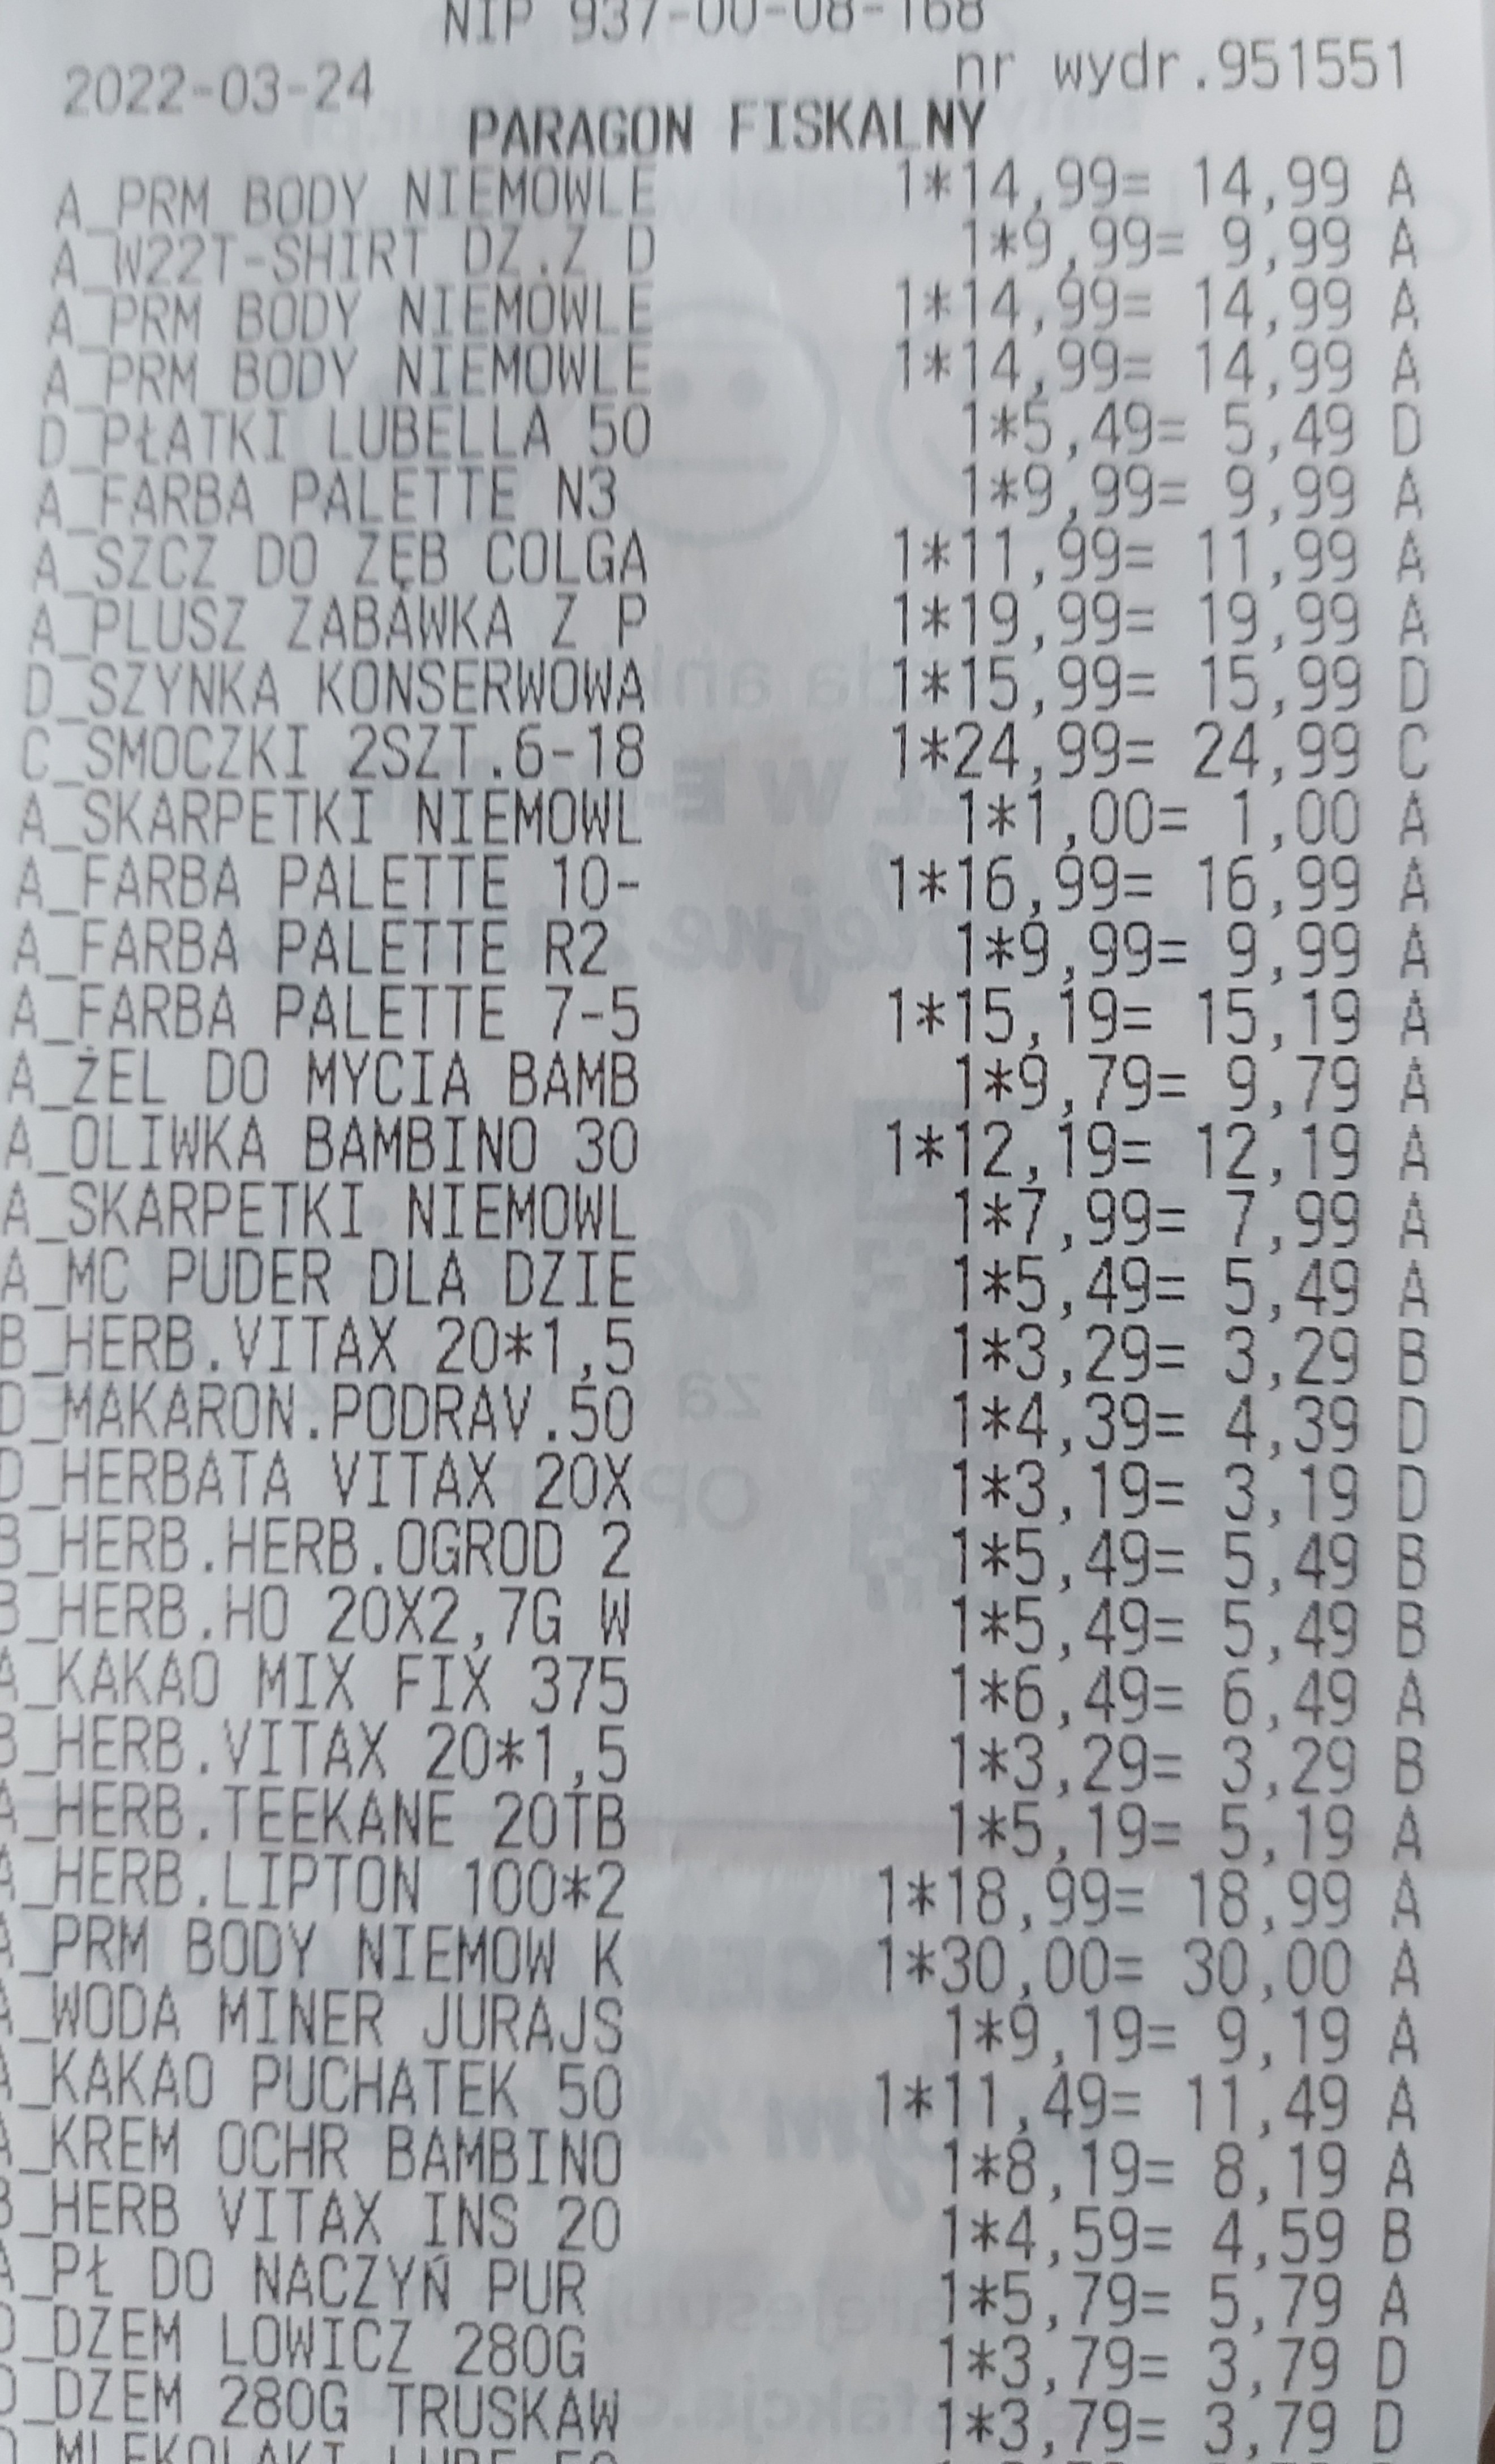 NIP 937-00-08-168
2022-03-24 nr wydr.951551
PARAGON FISKALNY
A_PRM BODY NIEMOWLE 1*14,99= 14,99 A
A_W22T-SHIRT DZ.Z D 1*9,99= 9,99 A
A_PRM BODY NIEMOWLE 1*14,99= 14,99 A
A_PRM BODY NIEMOWLE 1*14,99= 14,99 A
D_PŁATKI LUBELLA 50 1*5,49= 5,49 D
A_FARBA PALETTE N3 1*9,99= 9,99 A
A_SZCZ DO ZĘB COLGA 1*11,99= 11,99 A
A_PLUSZ ZABAWKA Z P 1*19,99= 19,99 A
D_SZYNKA KONSERWOWA 1*15,99= 15,99 D
C_SMOCZKI 2SZT.6-18 1*24,99= 24,99 C
A_SKARPETKI NIEMOWL 1*1,00= 1,00 A
A_FARBA PALETTE 10- 1*16,99= 16,99 A
A_FARBA PALETTE R2 1*9,99= 9,99 A
A_FARBA PALETTE 7-5 1*15,19= 15,19 A
A_ŻEL DO MYCIA BAMB 1*9,79= 9,79 A
A_OLIWKA BAMBINO 30 1*12,19= 12,19 A
A_SKARPETKI NIEMOWL 1*7,99= 7,99 A
A_MC PUDER DLA DZIE 1*5,49= 5,49 A
B_HERB.VITAX 20*1,5 1*3,29= 3,29 B
D_MAKARON.PODRAV.50 1*4,39= 4,39 D
D_HERBATA VITAX 20X 1*3,19= 3,19 D
B_HERB.HERB.OGROD 2 1*5,49= 5,49 B
B_HERB.HO 20X2,7G W 1*5,49= 5,49 B
A_KAKAO MIX FIX 375 1*6,49= 6,49 A
B_HERB.VITAX 20*1,5 1*3,29= 3,29 B
A_HERB.TEEKANE 20TB 1*5,19= 5,19 A
A_HERB.LIPTON 100*2 1*18,99= 18,99 A
A_PRM BODY NIEMOW K 1*30,00= 30,00 A
A_WODA MINER JURAJS 1*9,19= 9,19 A
A_KAKAO PUCHATEK 50 1*11,49= 11,49 A
A_KREM OCHR BAMBINO 1*8,19= 8,19 A
B_HERB VITAX INS 20 1*4,59= 4,59 B
A_PŁ DO NACZYŃ PUR 1*5,79= 5,79 A
D_DZEM LOWICZ 280G 1*3,79= 3,79 D
D_DZEM 280G TRUSKAW 1*3,79= 3,79 D